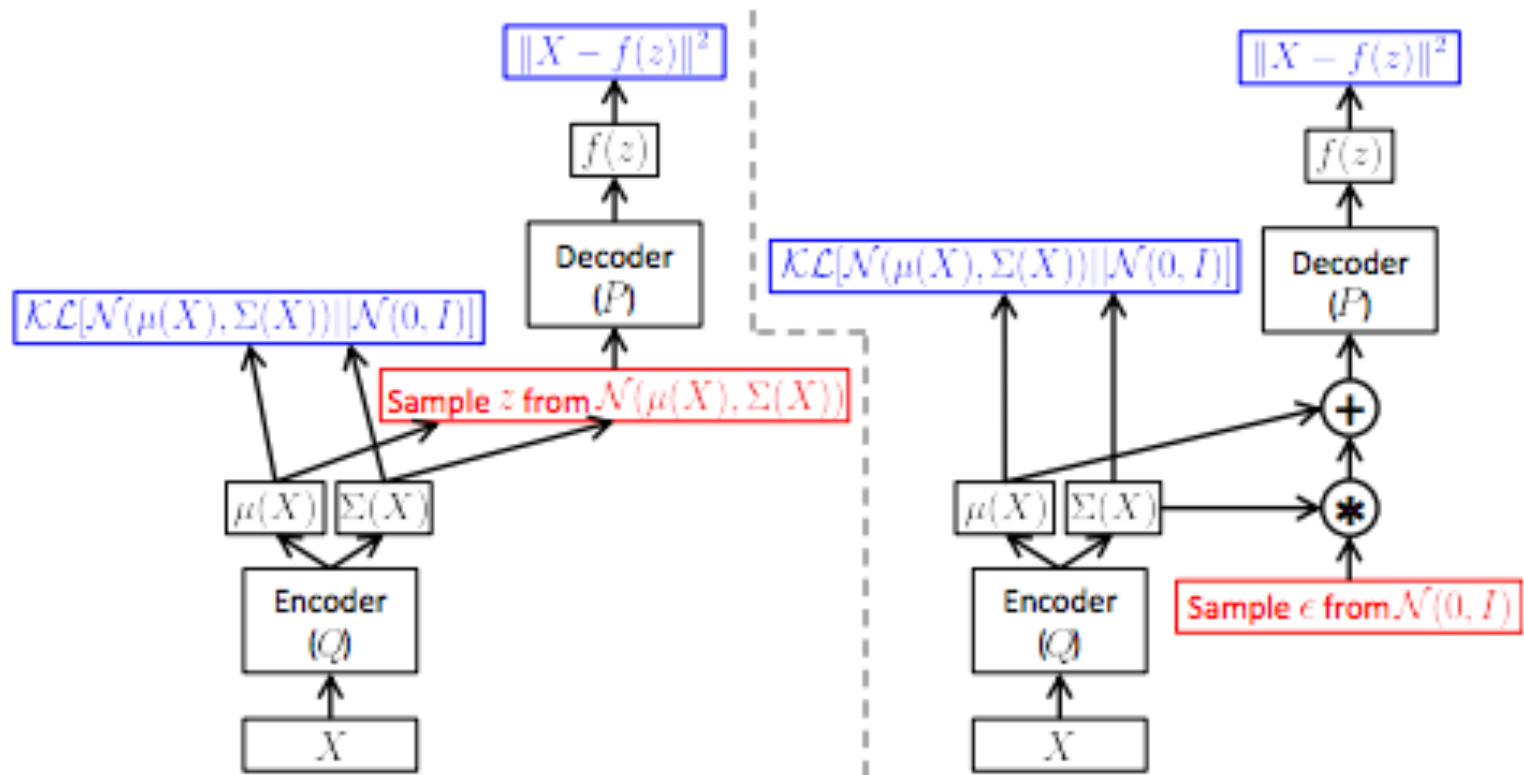 ‖X − f(z)‖²
f(z)
Decoder
(P)
𝒦ℒ[𝒩(μ(X), Σ(X))||𝒩(0, I)]
Sample z from 𝒩(μ(X), Σ(X))
μ(X)
Σ(X)
Encoder
(Q)
X
‖X − f(z)‖²
f(z)
Decoder
(P)
𝒦ℒ[𝒩(μ(X), Σ(X))||𝒩(0, I)]
+
μ(X)
Σ(X)
*
Sample ϵ from 𝒩(0, I)
Encoder
(Q)
X